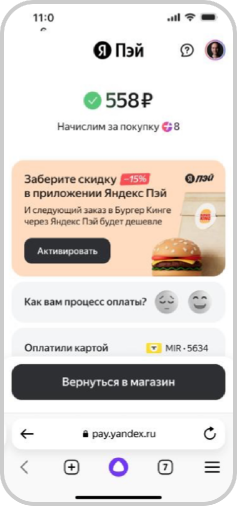 11:0
Я Пэй
558 ₽
Начислим за покупку 8
Заберите скидку -15%
в приложении Яндекс Пэй
И следующий заказ в Бургер Кинге
через Яндекс Пэй будет дешевле
Я ПЭЙ
Активировать
Как вам процесс оплаты?
Оплатили картой MIR · 5634
Вернуться в магазин
pay.yandex.ru
7